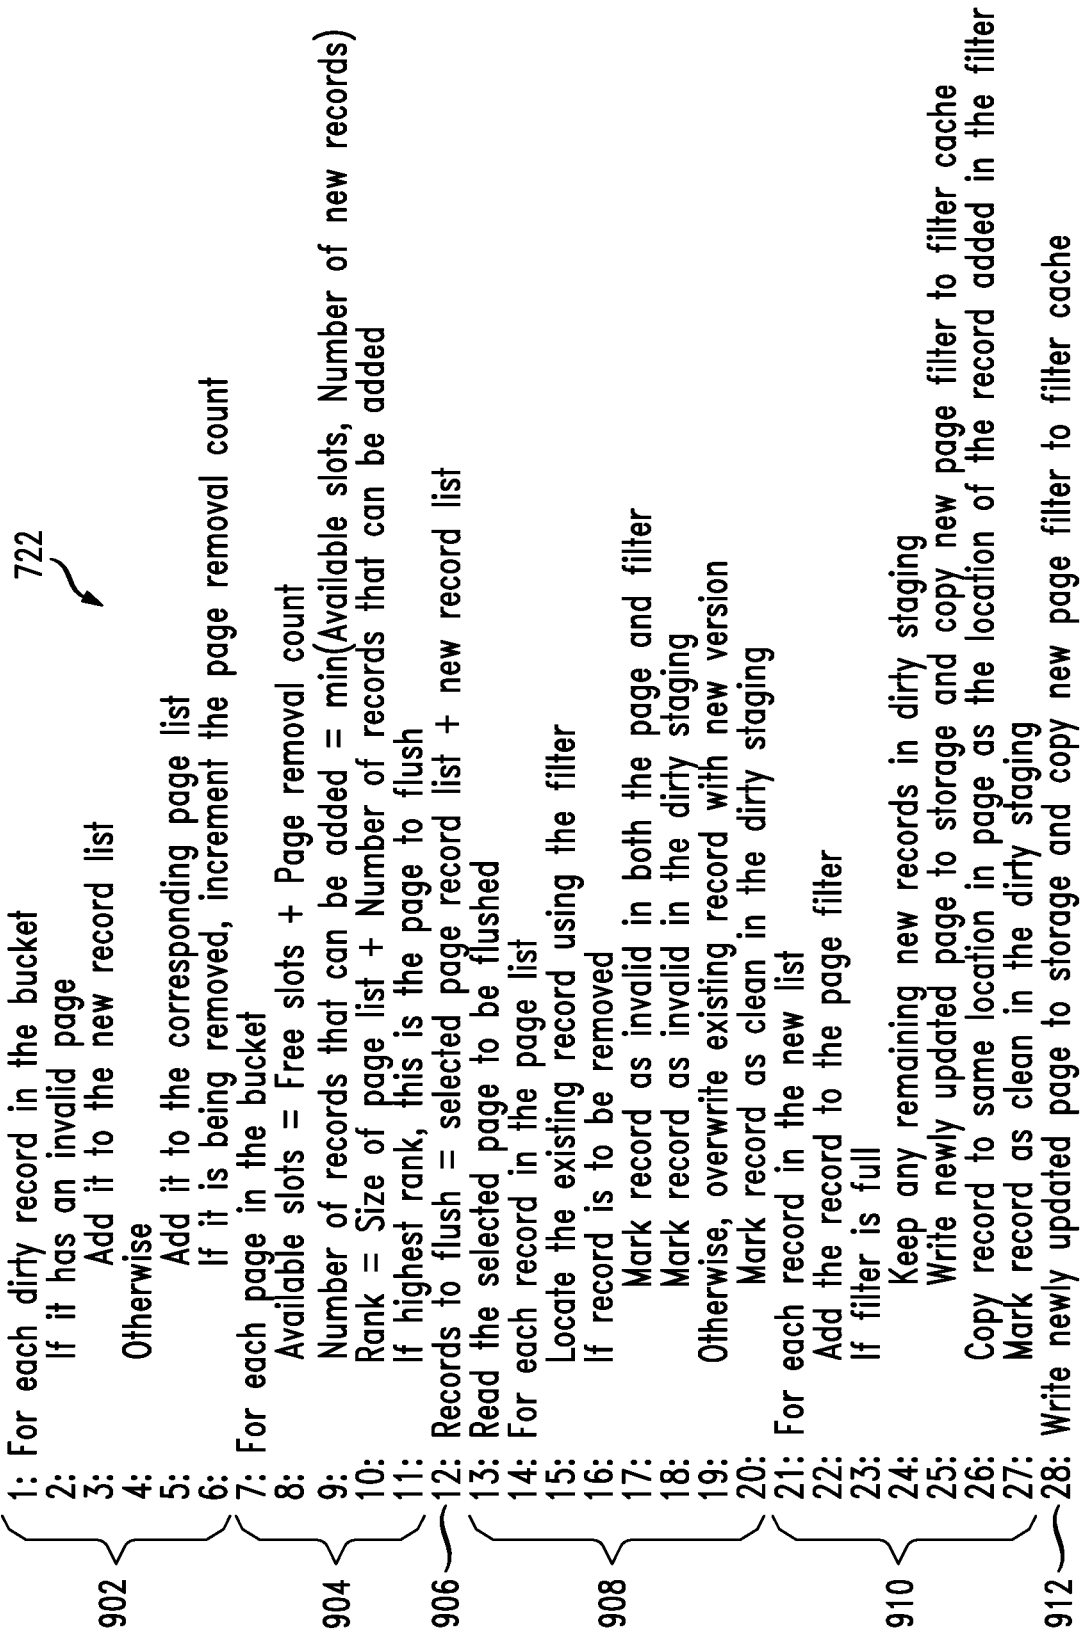 722
902
1: For each dirty record in the bucket
2: If it has an invalid page
3: Add it to the new record list
4: Otherwise
5: Add it to the corresponding page list
6: If it is being removed, increment the page removal count
904
7: For each page in the bucket
8: Available slots = Free slots + Page removal count
9: Number of records that can be added = min(Available slots, Number of new records)
10: Rank = Size of page list + Number of records that can be added
11: If highest rank, this is the page to flush
906
12: Records to flush = selected page record list + new record list
908
13: Read the selected page to be flushed
14: For each record in the page list
15: Locate the existing record using the filter
16: If record is to be removed
17: Mark record as invalid in both the page and filter
18: Mark record as invalid in the dirty staging
19: Otherwise, overwrite existing record with new version
20: Mark record as clean in the dirty staging
910
21: For each record in the new list
22: Add the record to the page filter
23: If filter is full
24: Keep any remaining new records in dirty staging
25: Write newly updated page to storage and copy new page filter to filter cache
26: Copy record to same location in page as the location of the record added in the filter
27: Mark record as clean in the dirty staging
912
28: Write newly updated page to storage and copy new page filter to filter cache